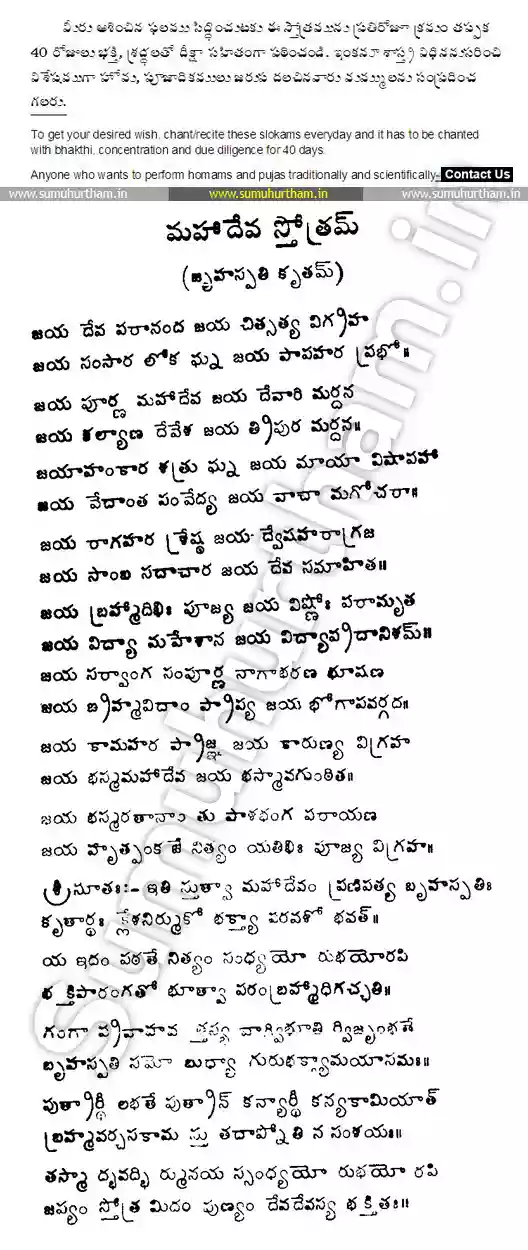 మీరు ఆశించిన ఫలము సిద్ధించుటకు ఈ స్తోత్రమును ప్రతిరోజూ క్రమం తప్పక
40 రోజులు భక్తి, శ్రద్ధలతో దీక్షా సహితంగా పఠించండి. ఇంకనూ శాస్త్ర విధిననుసరించి
విశేషముగా హోమ, పూజాదికములు జరుప దలచినవారు మమ్ములను సంప్రదించ
గలరు.
To get your desired wish, chant/recite these slokams everyday and it has to be chanted
with bhakthi, concentration and due diligence for 40 days.
Anyone who wants to perform homams and pujas traditionally and scientifically- Contact Us
www.sumuhurtham.in www.sumuhurtham.in www.sumuhurtham.in
మహాదేవ స్తోత్రమ్
(బృహస్పతి కృతమ్)
జయ దేవ పరానంద జయ చిత్సత్య విగ్రహ
జయ సంసార లోక ఘ్న జయ పాపహర ప్రభో॥
జయ పూర్ణ మహాదేవ జయ దేవారి మర్దన
జయ కల్యాణ దేవేశ జయ త్రిపుర మర్దన॥
జయాహంకార శత్రు ఘ్న జయ మాయా విషాపహా
జయ వేదాంత సంవేద్య జయ వాచా మగోచరా॥
జయ రాగహర శ్రేష్ఠ జయ ద్వేషహరాగ్రజ
జయ సాంబ సదాచార జయ దేవ సమాహిత॥
జయ బ్రహ్మాదిభిః పూజ్య జయ విష్ణోః పరామృత
జయ విద్యా మహేశాన జయ విద్యాప్రదానిశమ్॥
జయ సర్వాంగ సంపూర్ణ నాగాభరణ భూషణ
జయ బ్రహ్మవిదాం ప్రాప్య జయ భోగాపవర్గద॥
జయ కామహర ప్రాజ్ఞ జయ కారుణ్య విగ్రహ
జయ భస్మమహాదేవ జయ భస్మావగుంఠిత॥
జయ భస్మరతానాం తు పాశభంగ పరాయణ
జయ హృత్పంకజే నిత్యం యతిభిః పూజ్య విగ్రహ॥
శ్రీసూతః:- ఇతి స్తుత్వా మహాదేవం ప్రణిపత్య బృహస్పతిః
కృతార్థః క్లేశనిర్ముకో భక్త్యా పరవశో భవత్॥
య ఇదం పఠతే నిత్యం సంధ్యయో రుభయోరపి
భక్తిపారంగతో భూత్వా పరంబ్రహ్మాధిగచ్ఛతి॥
గంగా ప్రవాహవ త్తస్య వాగ్విభూతి ర్విజృంభతే
బృహస్పతి సమో బుధ్యా గురుభక్త్యామయాసమః॥
పుత్రార్థీ లభతే పుత్రాన్ కన్యార్థీ కన్యకామియాత్
బ్రహ్మవర్చసకామ స్తు తదాప్నోతి న సంశయః॥
తస్మా ద్భవద్భి ర్మునయ స్సంధ్యయో రుభయో రపి
జప్యం స్తోత్ర మిదం పుణ్యం దేవదేవస్య భక్తితః॥
Sumuhurtham.in